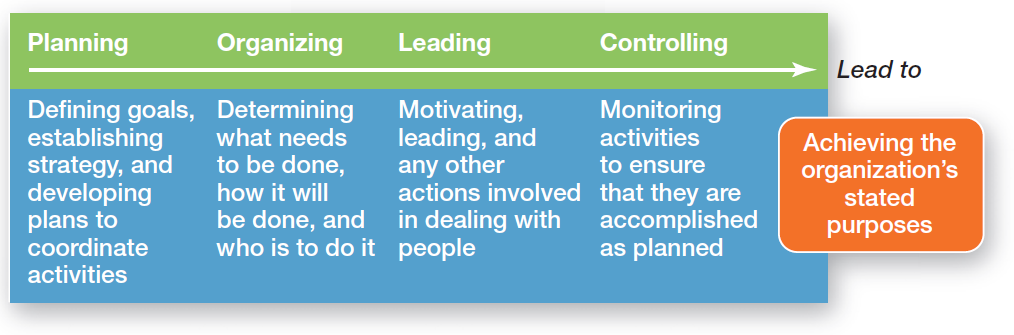 Planning
Organizing
Leading
Controlling
Lead to
Defining goals,
establishing
strategy, and
developing
plans to
coordinate
activities
Determining
what needs
to be done,
how it will
be done, and
who is to do it
Motivating,
leading, and
any other
actions involved
in dealing with
people
Monitoring
activities
to ensure
that they are
accomplished
as planned
Achieving the
organization's
stated
purposes